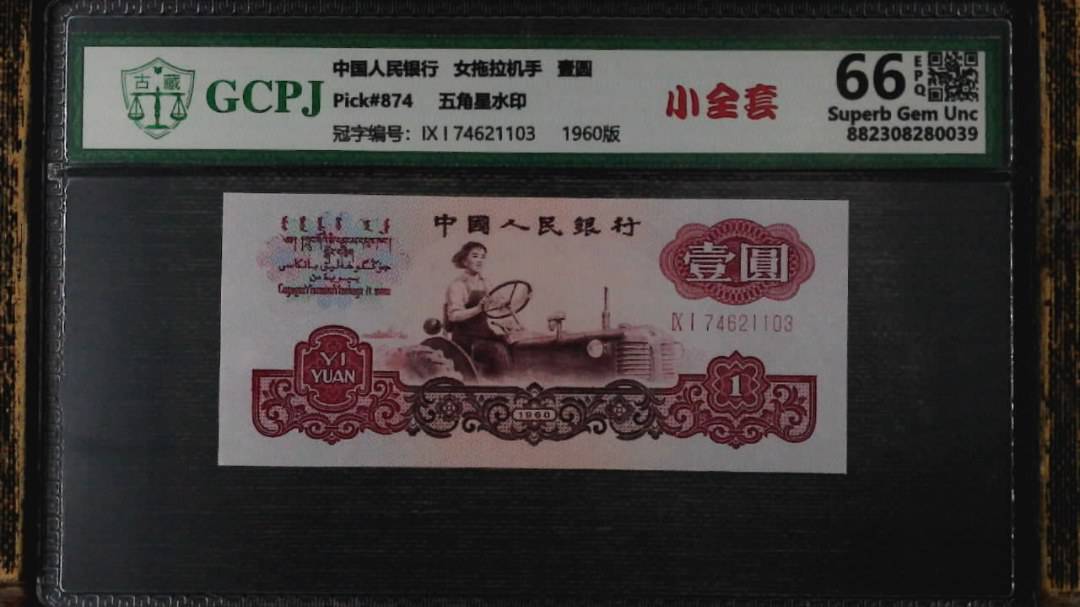 古 藏
GCPJ
中国人民银行 女拖拉机手 壹圆
Pick#874 五角星水印
冠字编号: IX I 74621103 1960版
小全套
66 EPQ
Superb Gem Unc
882308280039
中國人民銀行
壹圓
IX I 74621103
YI
YUAN
1960
1